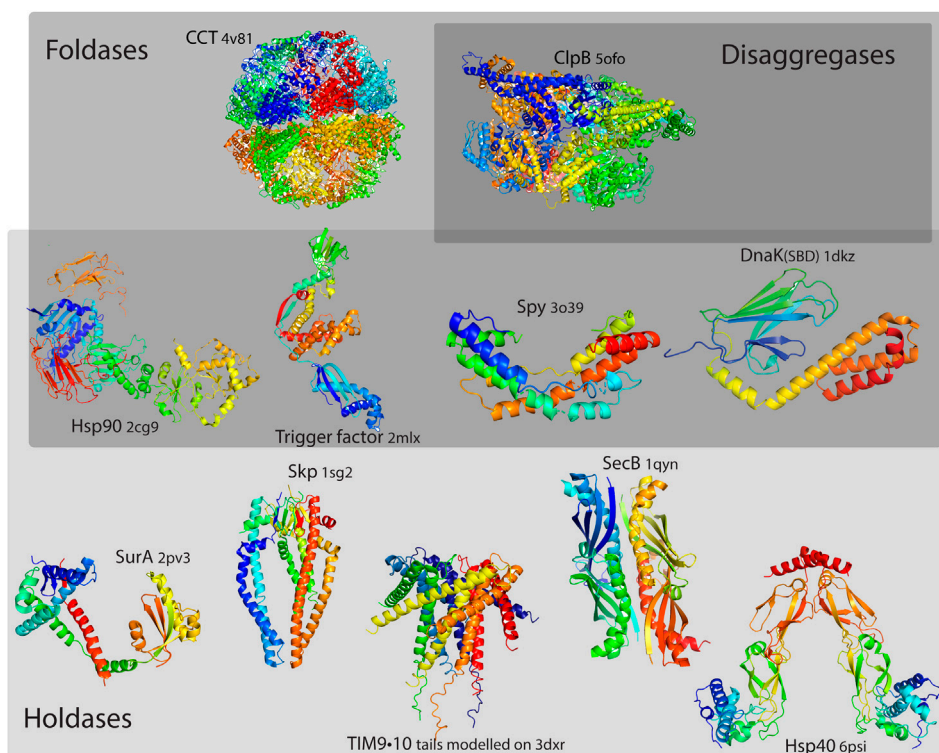 Foldases
CCT 4v81
ClpB 5ofo
Disaggregases
DnaK(SBD) 1dkz
Spy 3o39
Hsp90 2cg9
Trigger factor 2mlx
Skp 1sg2
SecB 1qyn
SurA 2pv3
Holdases
TIM9•10 tails modelled on 3dxr
Hsp40 6psi